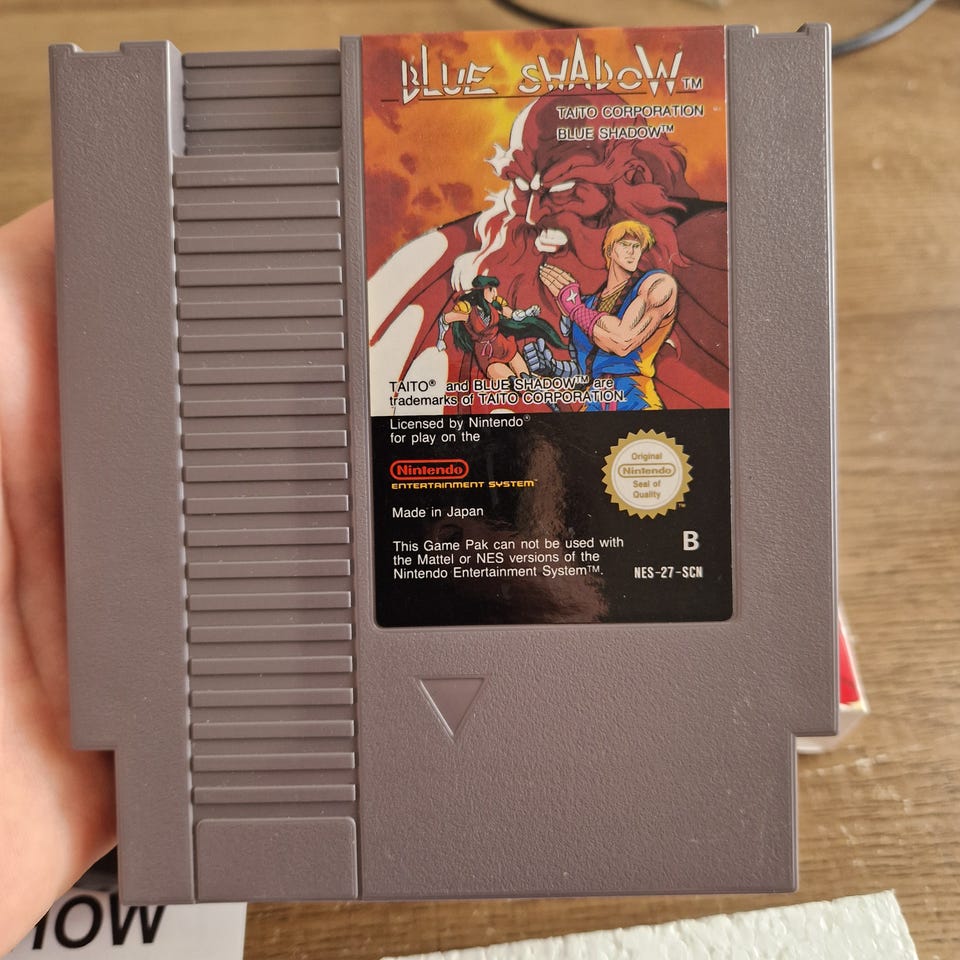 BLUE SHADOW™
TAITO CORPORATION
BLUE SHADOW™
TAITO® and BLUE SHADOW™ are
trademarks of TAITO CORPORATION.
Licensed by Nintendo®
for play on the
Nintendo
ENTERTAINMENT SYSTEM™
Original
Nintendo
Seal of
Quality
™
Made in Japan
This Game Pak can not be used with
the Mattel or NES versions of the
Nintendo Entertainment System™.
B
NES-27-SCN